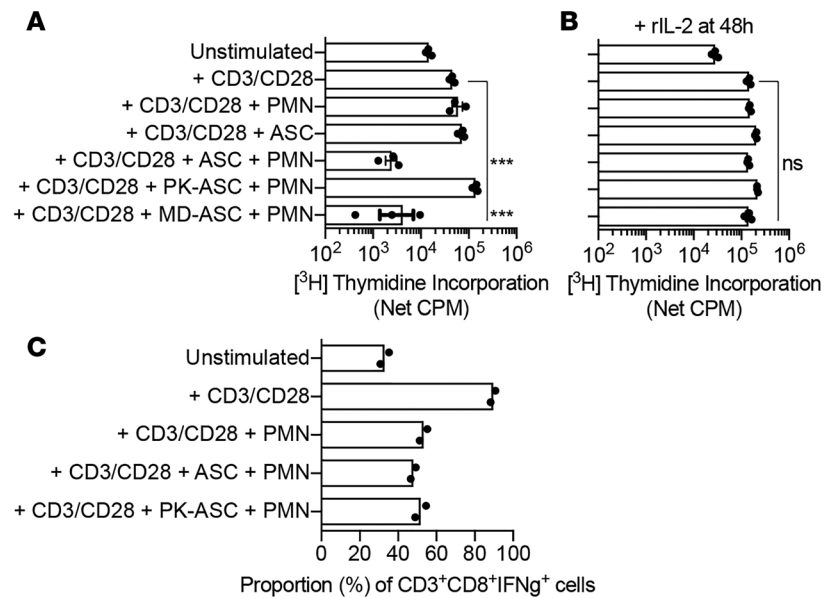 A
Unstimulated
+ CD3/CD28
+ CD3/CD28 + PMN
+ CD3/CD28 + ASC
+ CD3/CD28 + ASC + PMN
+ CD3/CD28 + PK-ASC + PMN
+ CD3/CD28 + MD-ASC + PMN
***
***
10² 10³ 10⁴ 10⁵ 10⁶
[³H] Thymidine Incorporation
(Net CPM)
B
+ rIL-2 at 48h
ns
10² 10³ 10⁴ 10⁵ 10⁶
[³H] Thymidine Incorporation
(Net CPM)
C
Unstimulated
+ CD3/CD28
+ CD3/CD28 + PMN
+ CD3/CD28 + ASC + PMN
+ CD3/CD28 + PK-ASC + PMN
0 20 40 60 80 100
Proportion (%) of CD3⁺CD8⁺IFNg⁺ cells